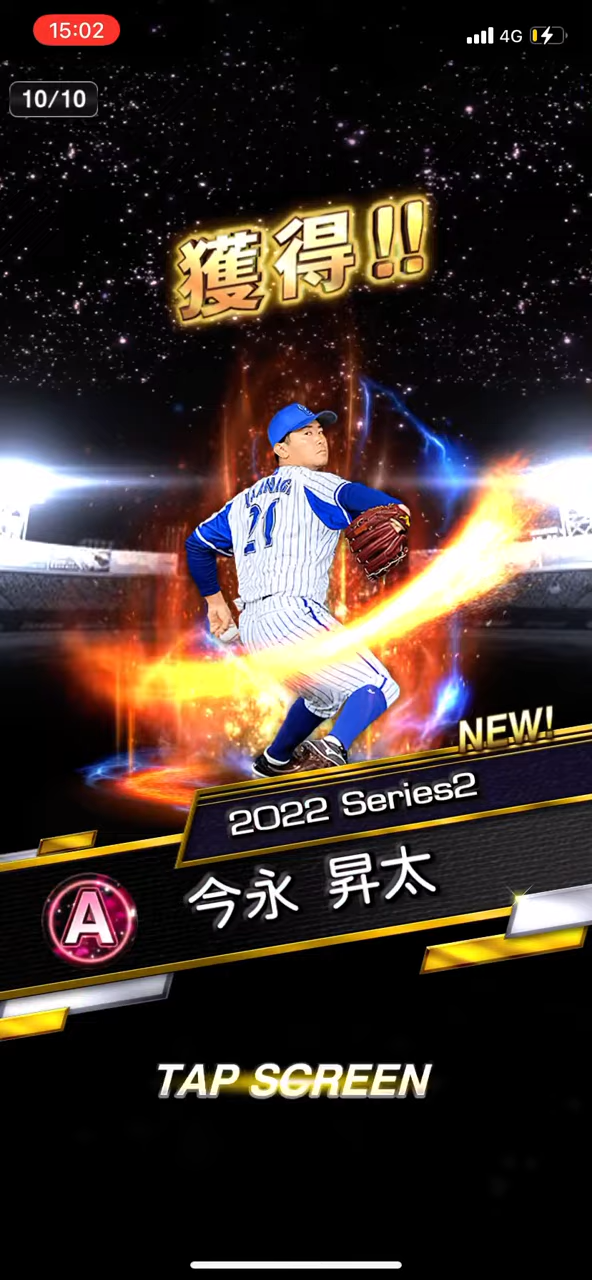 15:02
4G
10/10
獲得!!
IMANAGA
21
NEW!
2022 Series2
A
今永 昇太
TAP SCREEN